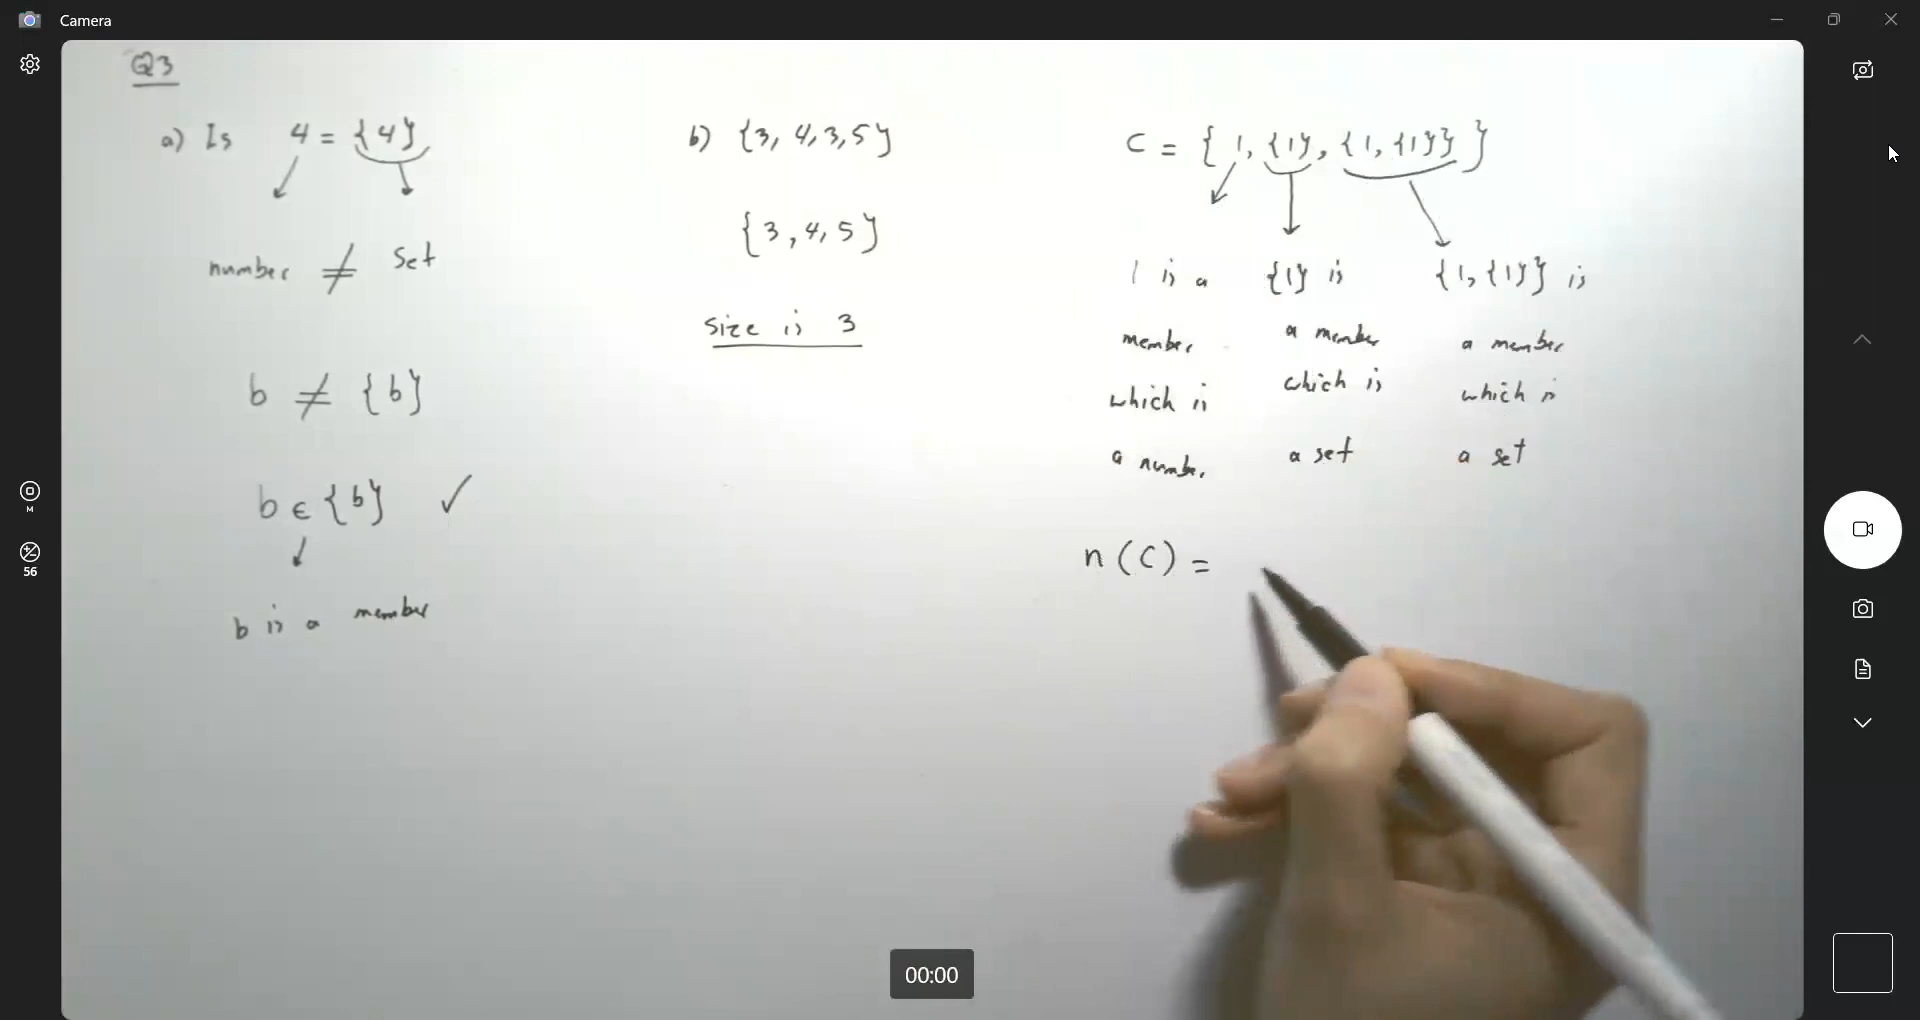 Camera
Q3
a) Is 4 = {4}
number ≠ set
b ≠ {b}
b ∈ {b} ✓
b is a member
b) {3, 4, 3, 5}
{3, 4, 5}
size is 3
C = { 1, {1}, {1, {1}} }
1 is a
member
which is
a number
{1} is
a member
which is
a set
{1, {1}} is
a member
which is
a set
n(C) =
M
56
00:00